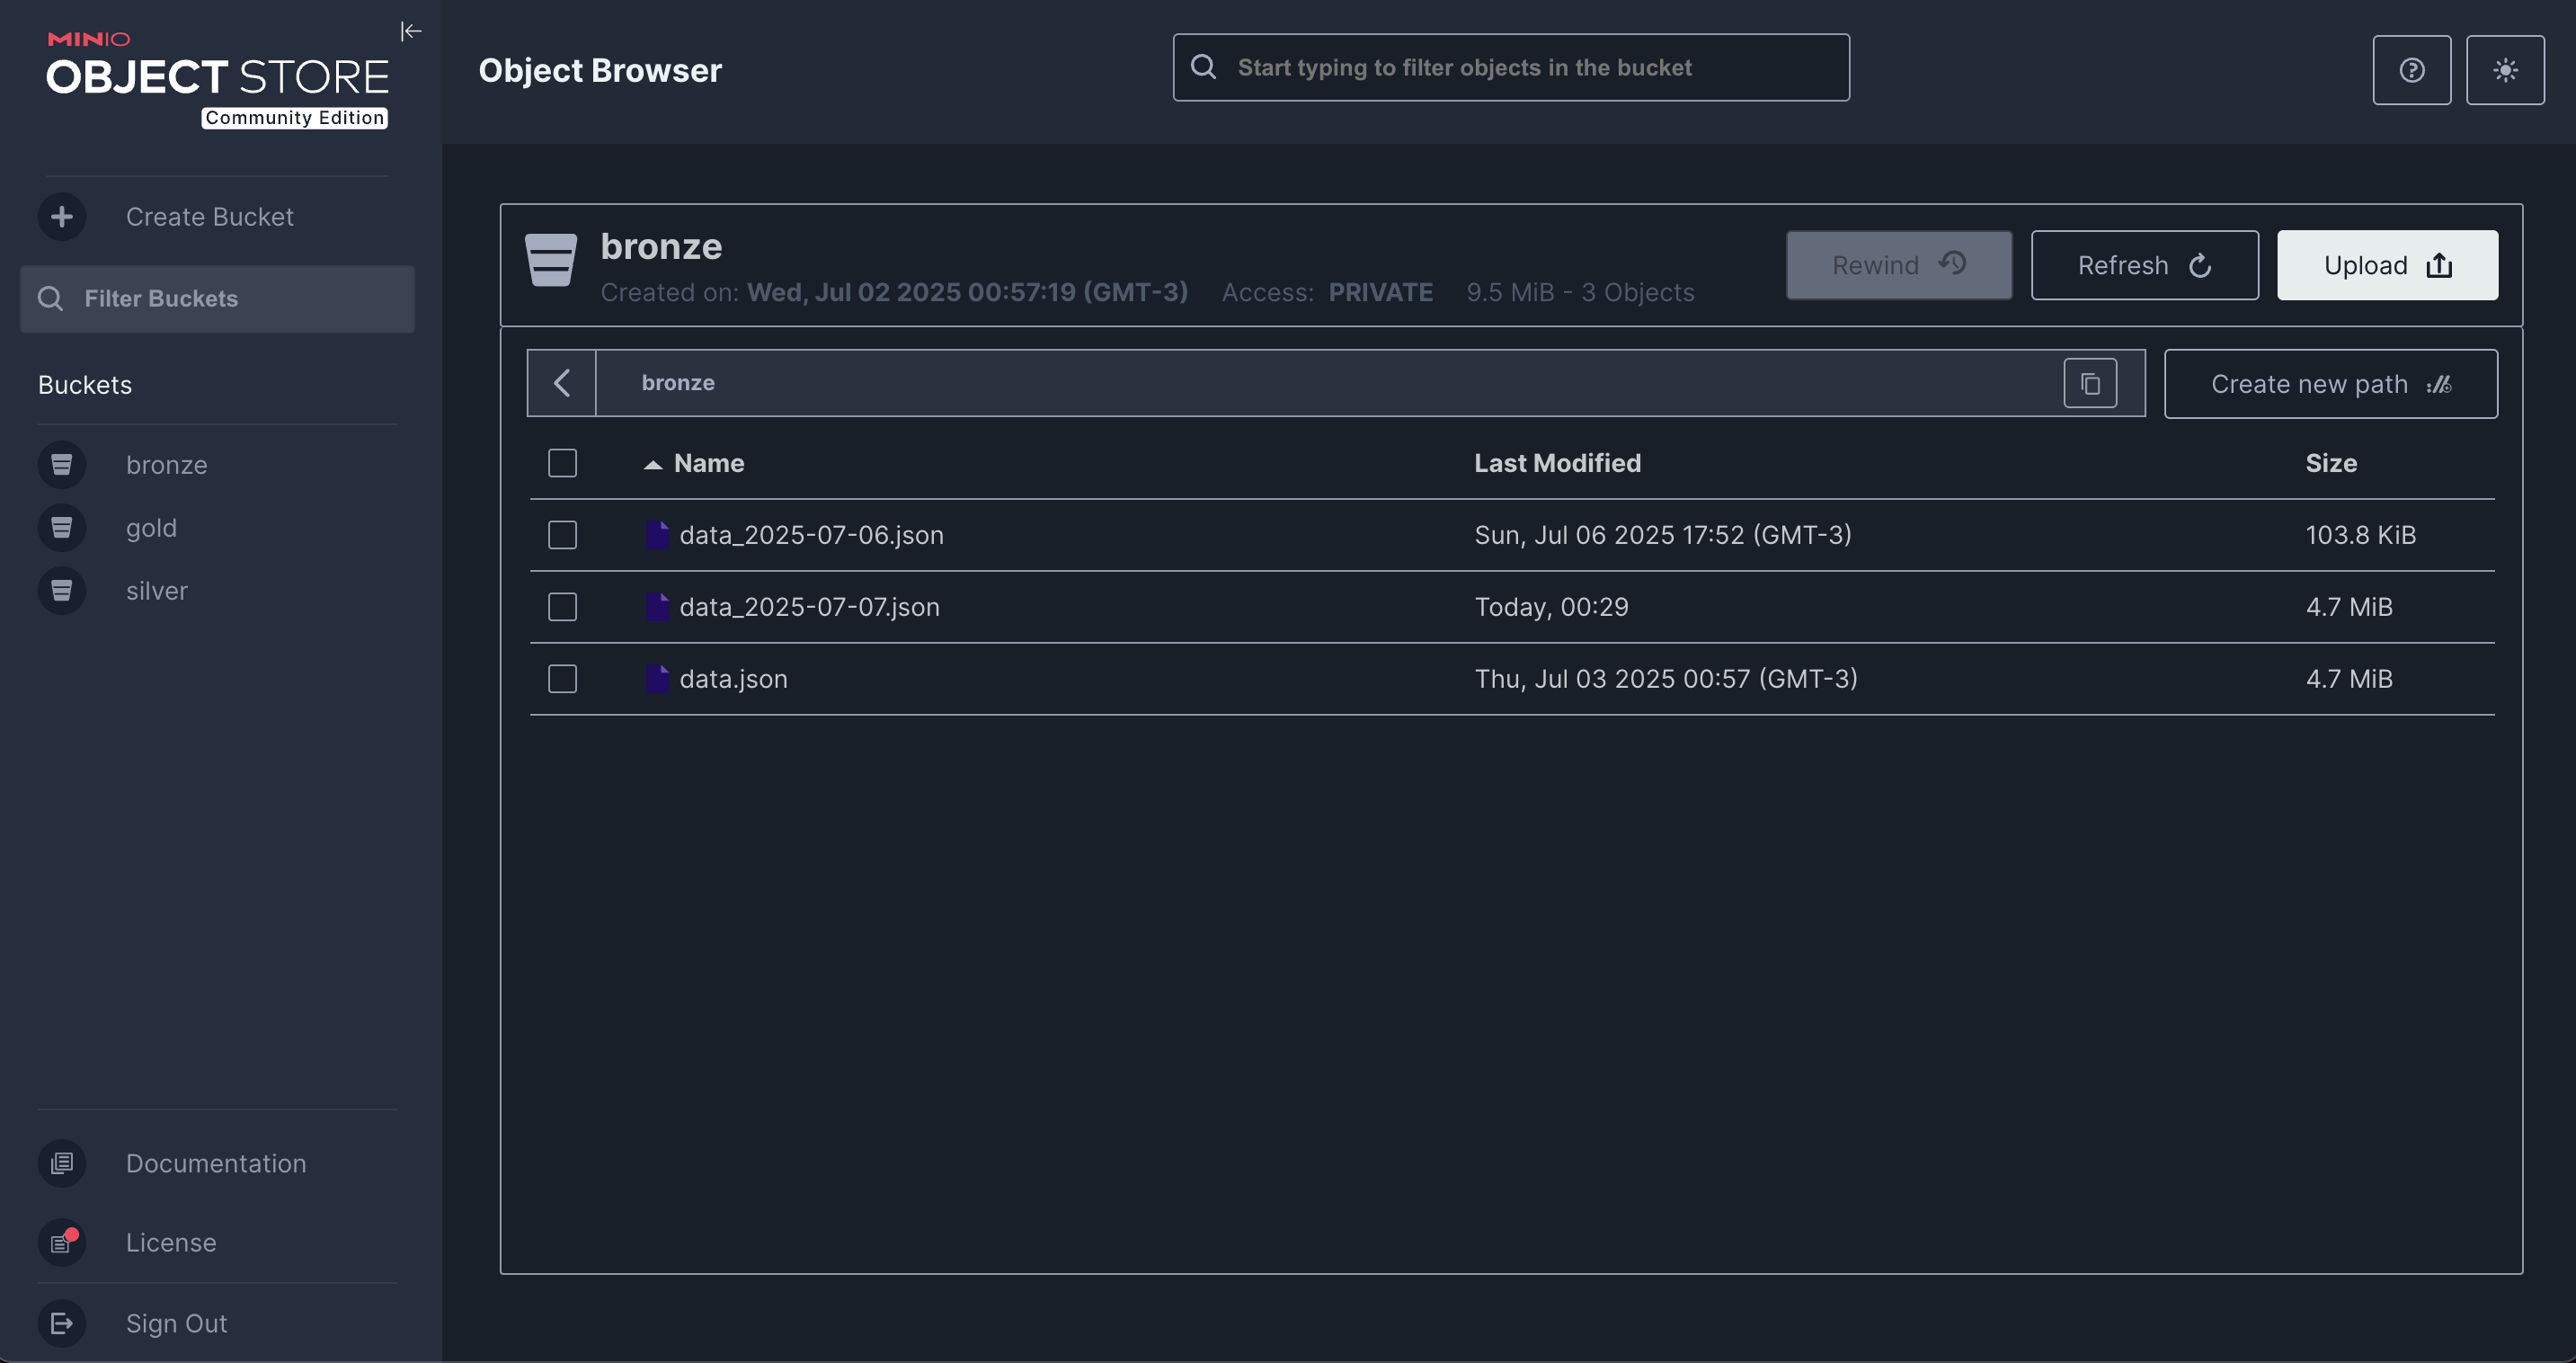 MINIO
OBJECT STORE
Community Edition
Create Bucket
Filter Buckets
Buckets
bronze
gold
silver
Documentation
License
Sign Out
Object Browser
Start typing to filter objects in the bucket
bronze
Created on: Wed, Jul 02 2025 00:57:19 (GMT-3) Access: PRIVATE 9.5 MiB - 3 Objects
Rewind Refresh Upload
bronze Create new path
Name Last Modified Size
data_2025-07-06.json Sun, Jul 06 2025 17:52 (GMT-3) 103.8 KiB
data_2025-07-07.json Today, 00:29 4.7 MiB
data.json Thu, Jul 03 2025 00:57 (GMT-3) 4.7 MiB